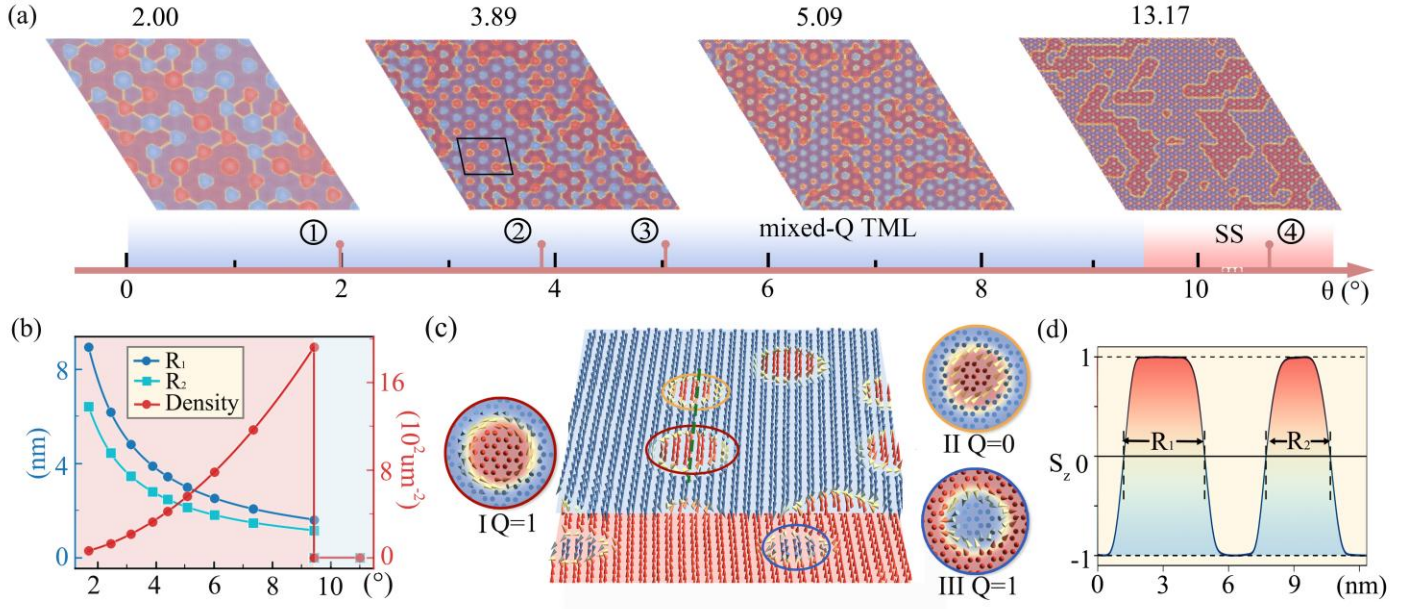 (a)
2.00 3.89 5.09 13.17
① ② ③ mixed-Q TML SS ④
0 2 4 6 8 10 θ (°)
(b)
R₁
R₂
Density
8
4
0
(nm)
16
8
0
(10²um⁻²)
2 4 6 8 10 (°)
(c)
I Q=1
II Q=0
III Q=1
(d)
1
S_z 0
-1
R₁ R₂
0 3 6 9 (nm)